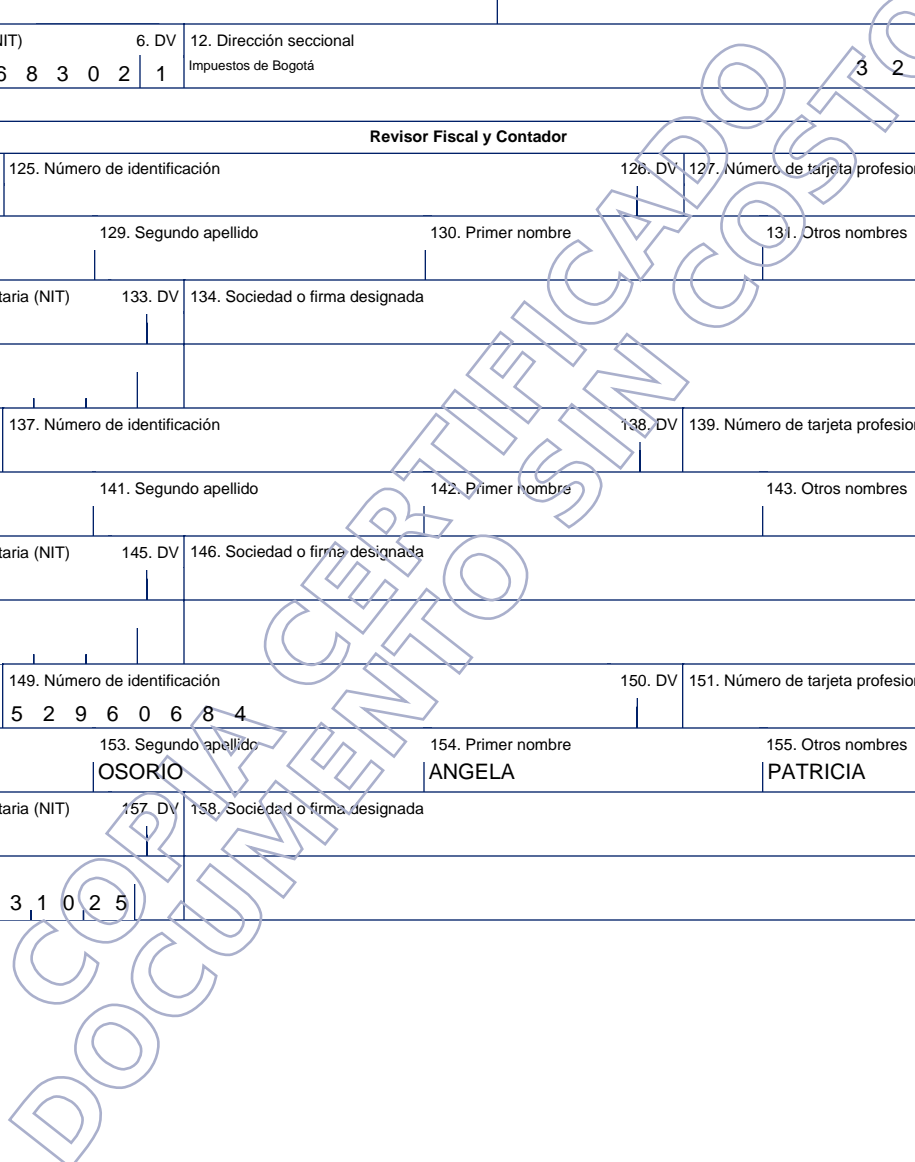 NIT) 6. DV 12. Dirección seccional
6 8 3 0 2 1 Impuestos de Bogotá 3 2
Revisor Fiscal y Contador
125. Número de identificación 126. DV 127. Número de tarjeta profesion
129. Segundo apellido 130. Primer nombre 131. Otros nombres
taria (NIT) 133. DV 134. Sociedad o firma designada
137. Número de identificación 138. DV 139. Número de tarjeta profesion
141. Segundo apellido 142. Primer nombre 143. Otros nombres
taria (NIT) 145. DV 146. Sociedad o firma designada
149. Número de identificación 150. DV 151. Número de tarjeta profesion
5 2 9 6 0 6 8 4
153. Segundo apellido 154. Primer nombre 155. Otros nombres
OSORIO ANGELA PATRICIA
taria (NIT) 157. DV 158. Sociedad o firma designada
3 1 0 2 5
COPIA CERTIFICADO
DOCUMENTO SIN COSTO